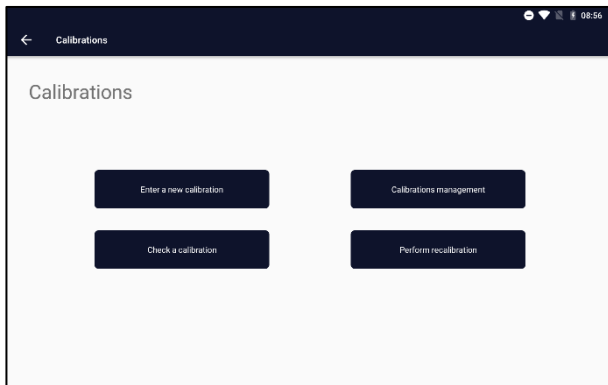 08:56
Calibrations
Calibrations
Enter a new calibration
Calibrations management
Check a calibration
Perform recalibration